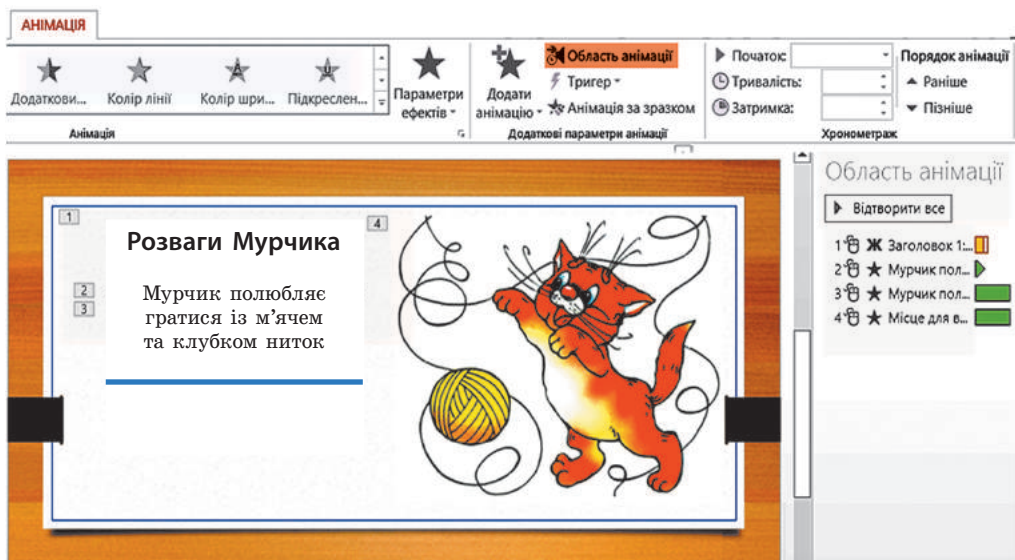 АНІМАЦІЯ
Додаткови...
Колір лінії
Колір шри...
Підкреслен...
Анімація
Параметри
ефектів
Додати
анімацію
Область анімації
Тригер
Анімація за зразком
Додаткові параметри анімації
Початок:
Тривалість:
Затримка:
Порядок анімації
Раніше
Пізніше
Хронометраж
1
Розваги Мурчика
2
3
Мурчик полюбляє
гратися із м’ячем
та клубком ниток
4
Область анімації
Відтворити все
1 Ж Заголовок 1:...
2 Мурчик пол...
3 Мурчик пол...
4 Місце для в...